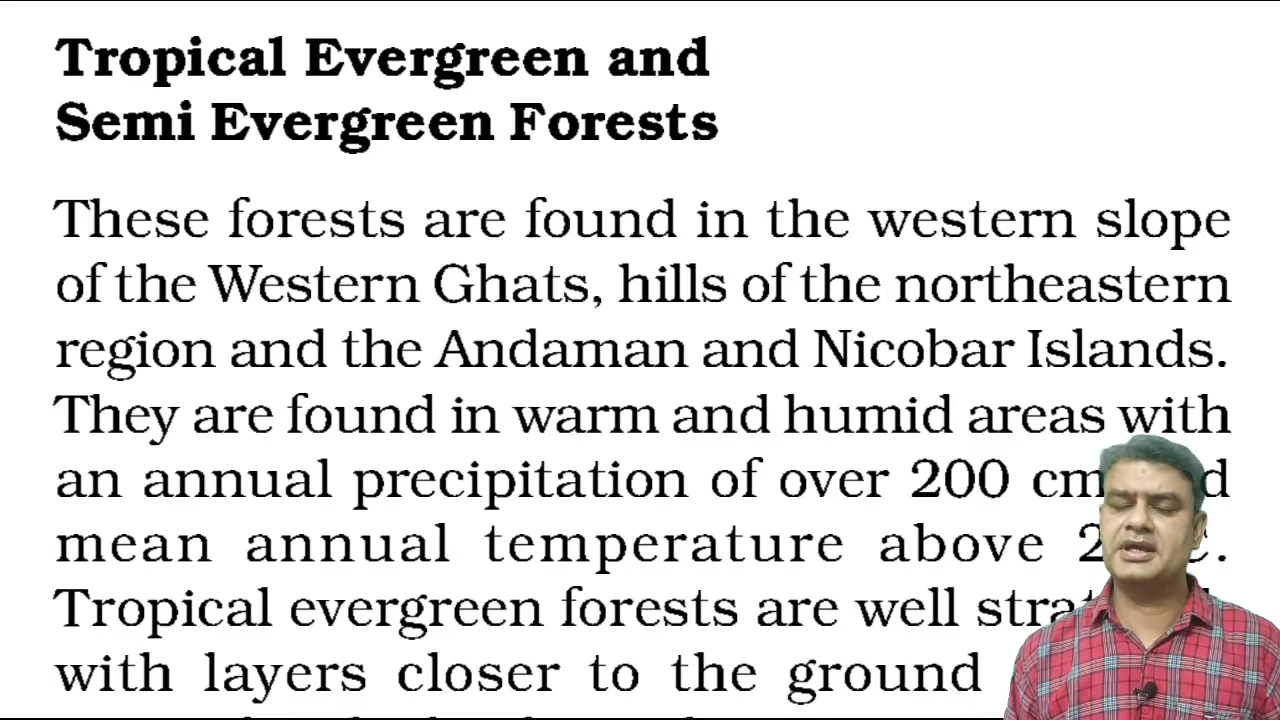 Tropical Evergreen and
Semi Evergreen Forests
These forests are found in the western slope
of the Western Ghats, hills of the northeastern
region and the Andaman and Nicobar Islands.
They are found in warm and humid areas with
an annual precipitation of over 200 cm
mean annual temperature above
Tropical evergreen forests are well
with layers closer to the ground